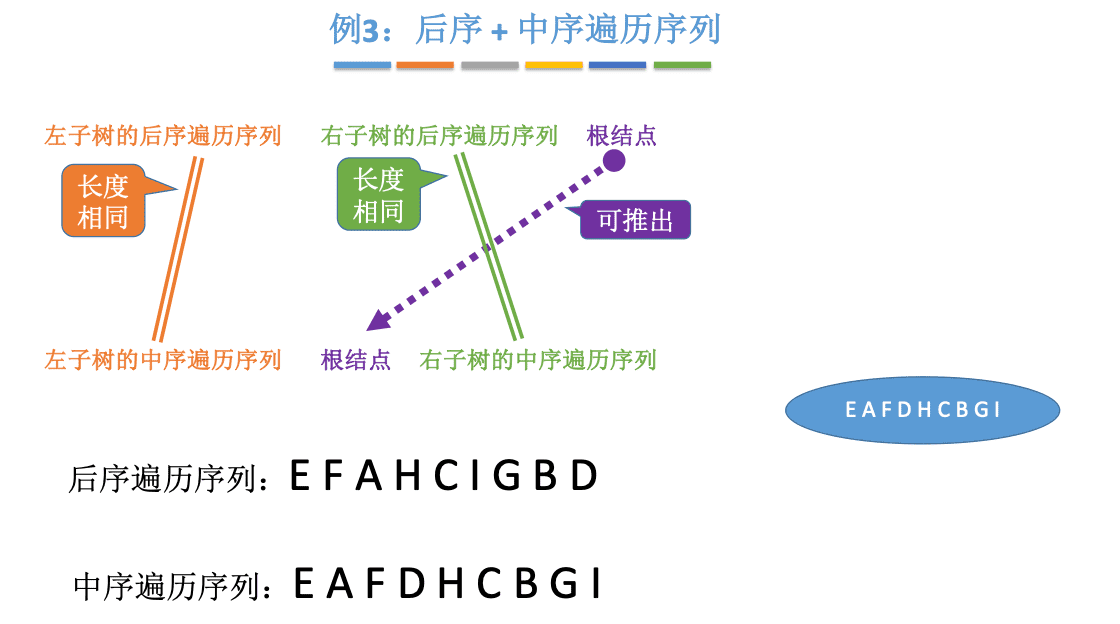 例3：后序 + 中序遍历序列
左子树的后序遍历序列 右子树的后序遍历序列 根结点
长度
相同
长度
相同
可推出
左子树的中序遍历序列 根结点 右子树的中序遍历序列
E A F D H C B G I
后序遍历序列：E F A H C I G B D
中序遍历序列：E A F D H C B G I